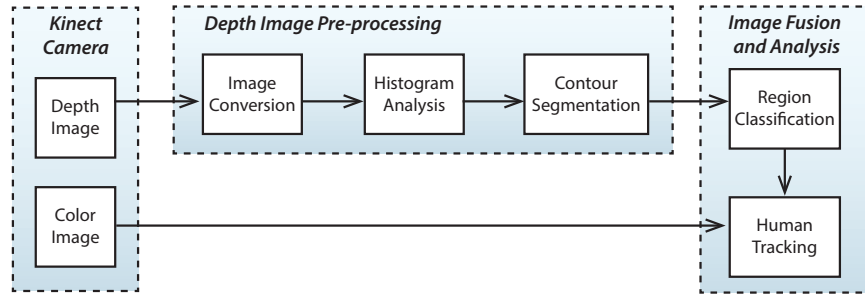 Kinect
Camera
Depth
Image
Color
Image
Depth Image Pre-processing
Image
Conversion
Histogram
Analysis
Contour
Segmentation
Image Fusion
and Analysis
Region
Classification
Human
Tracking